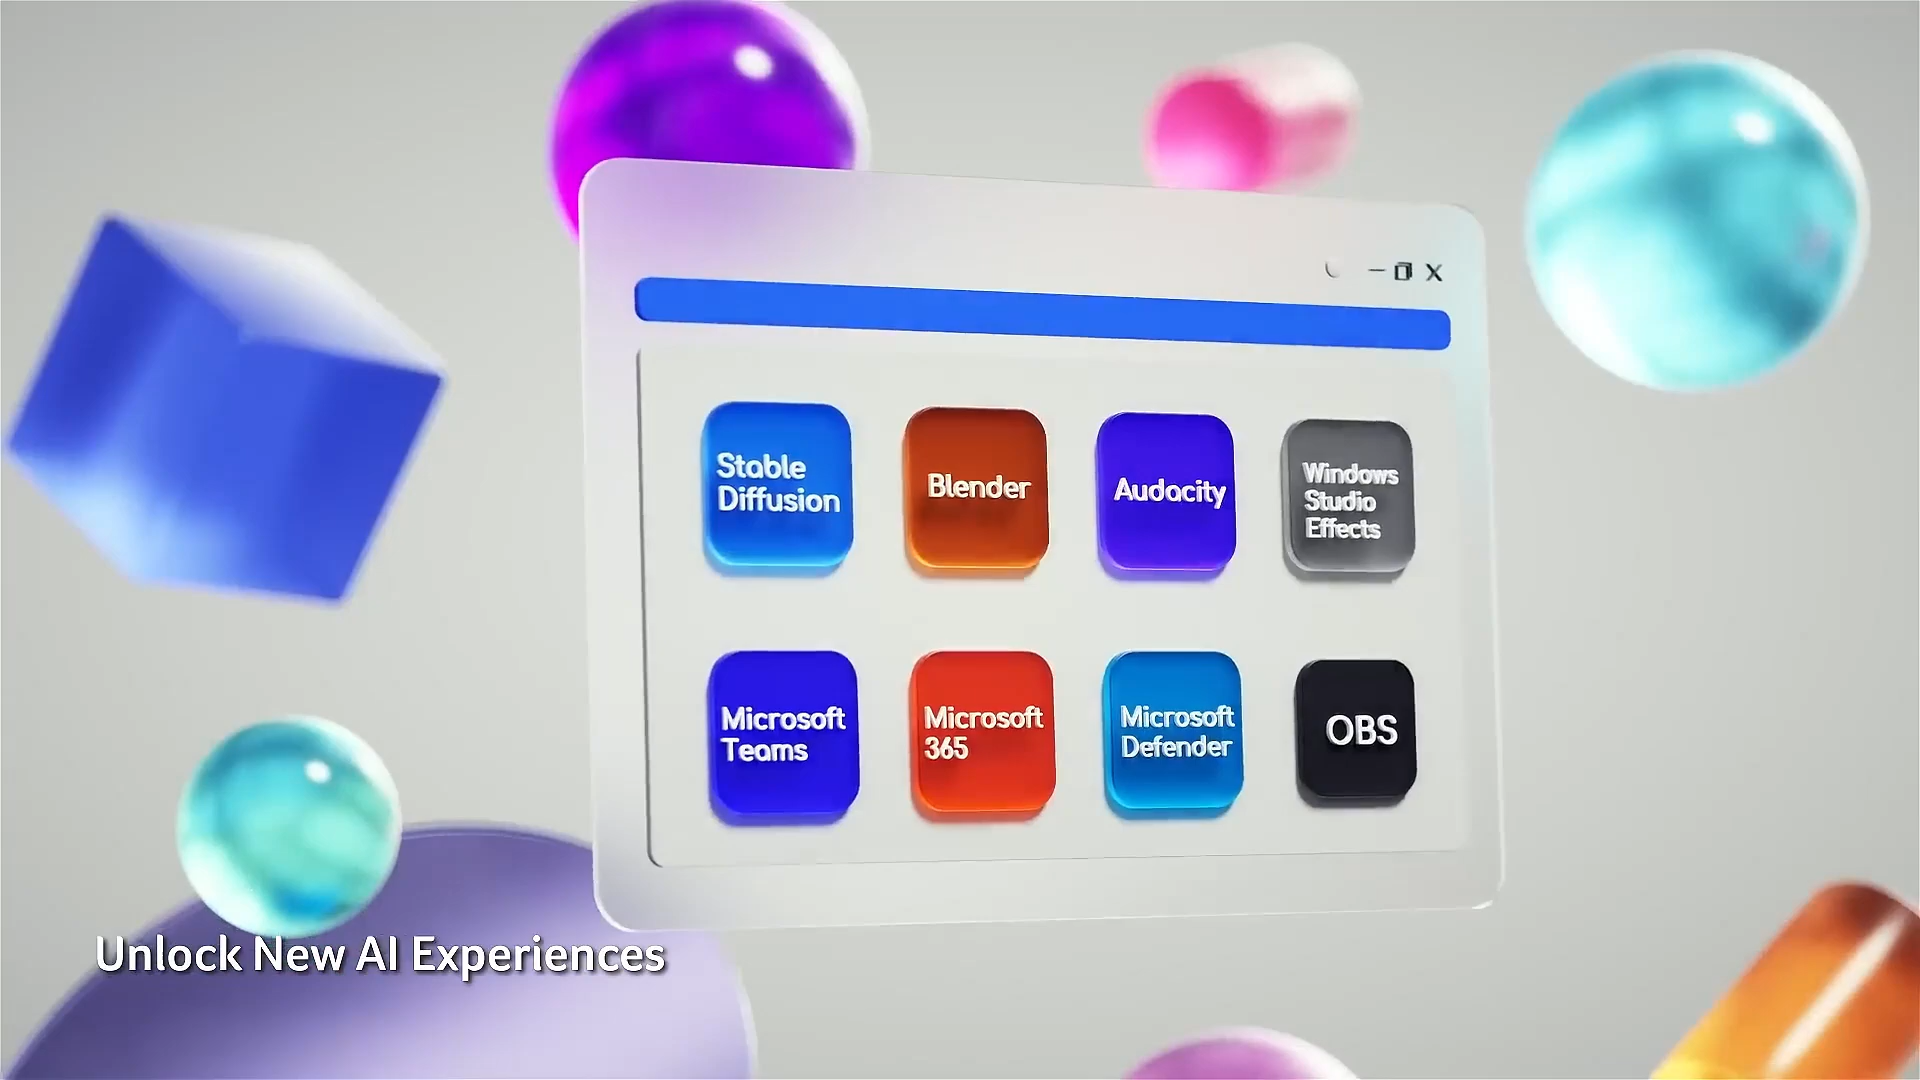 Stable
Diffusion
Blender
Audacity
Windows
Studio
Effects
Microsoft
Teams
Microsoft
365
Microsoft
Defender
OBS
Unlock New AI Experiences